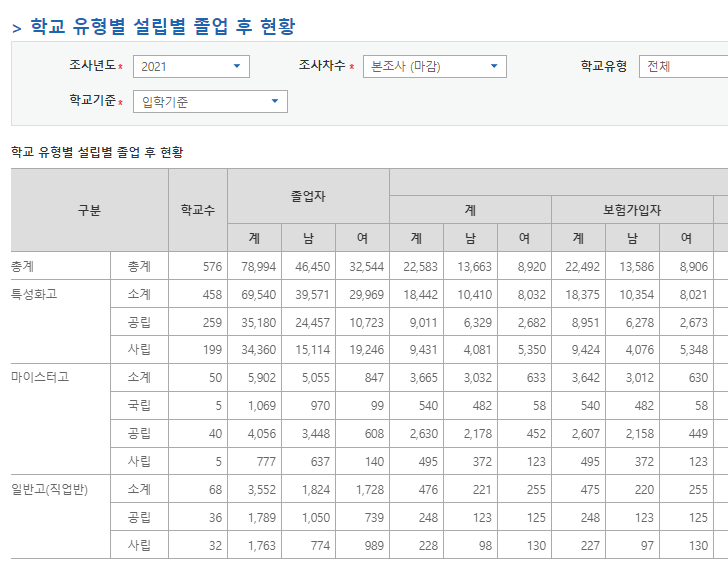 > 학교 유형별 설립별 졸업 후 현황
조사년도* 2021 조사차수* 본조사 (마감) 학교유형 전체
학교기준* 입학기준
학교 유형별 설립별 졸업 후 현황
구분 학교수 졸업자
계 보험가입자
계 남 여 계 남 여 계 남 여
총계 총계 576 78,994 46,450 32,544 22,583 13,663 8,920 22,492 13,586 8,906
특성화고 소계 458 69,540 39,571 29,969 18,442 10,410 8,032 18,375 10,354 8,021
공립 259 35,180 24,457 10,723 9,011 6,329 2,682 8,951 6,278 2,673
사립 199 34,360 15,114 19,246 9,431 4,081 5,350 9,424 4,076 5,348
마이스터고 소계 50 5,902 5,055 847 3,665 3,032 633 3,642 3,012 630
국립 5 1,069 970 99 540 482 58 540 482 58
공립 40 4,056 3,448 608 2,630 2,178 452 2,607 2,158 449
사립 5 777 637 140 495 372 123 495 372 123
일반고(직업반) 소계 68 3,552 1,824 1,728 476 221 255 475 220 255
공립 36 1,789 1,050 739 248 123 125 248 123 125
사립 32 1,763 774 989 228 98 130 227 97 130